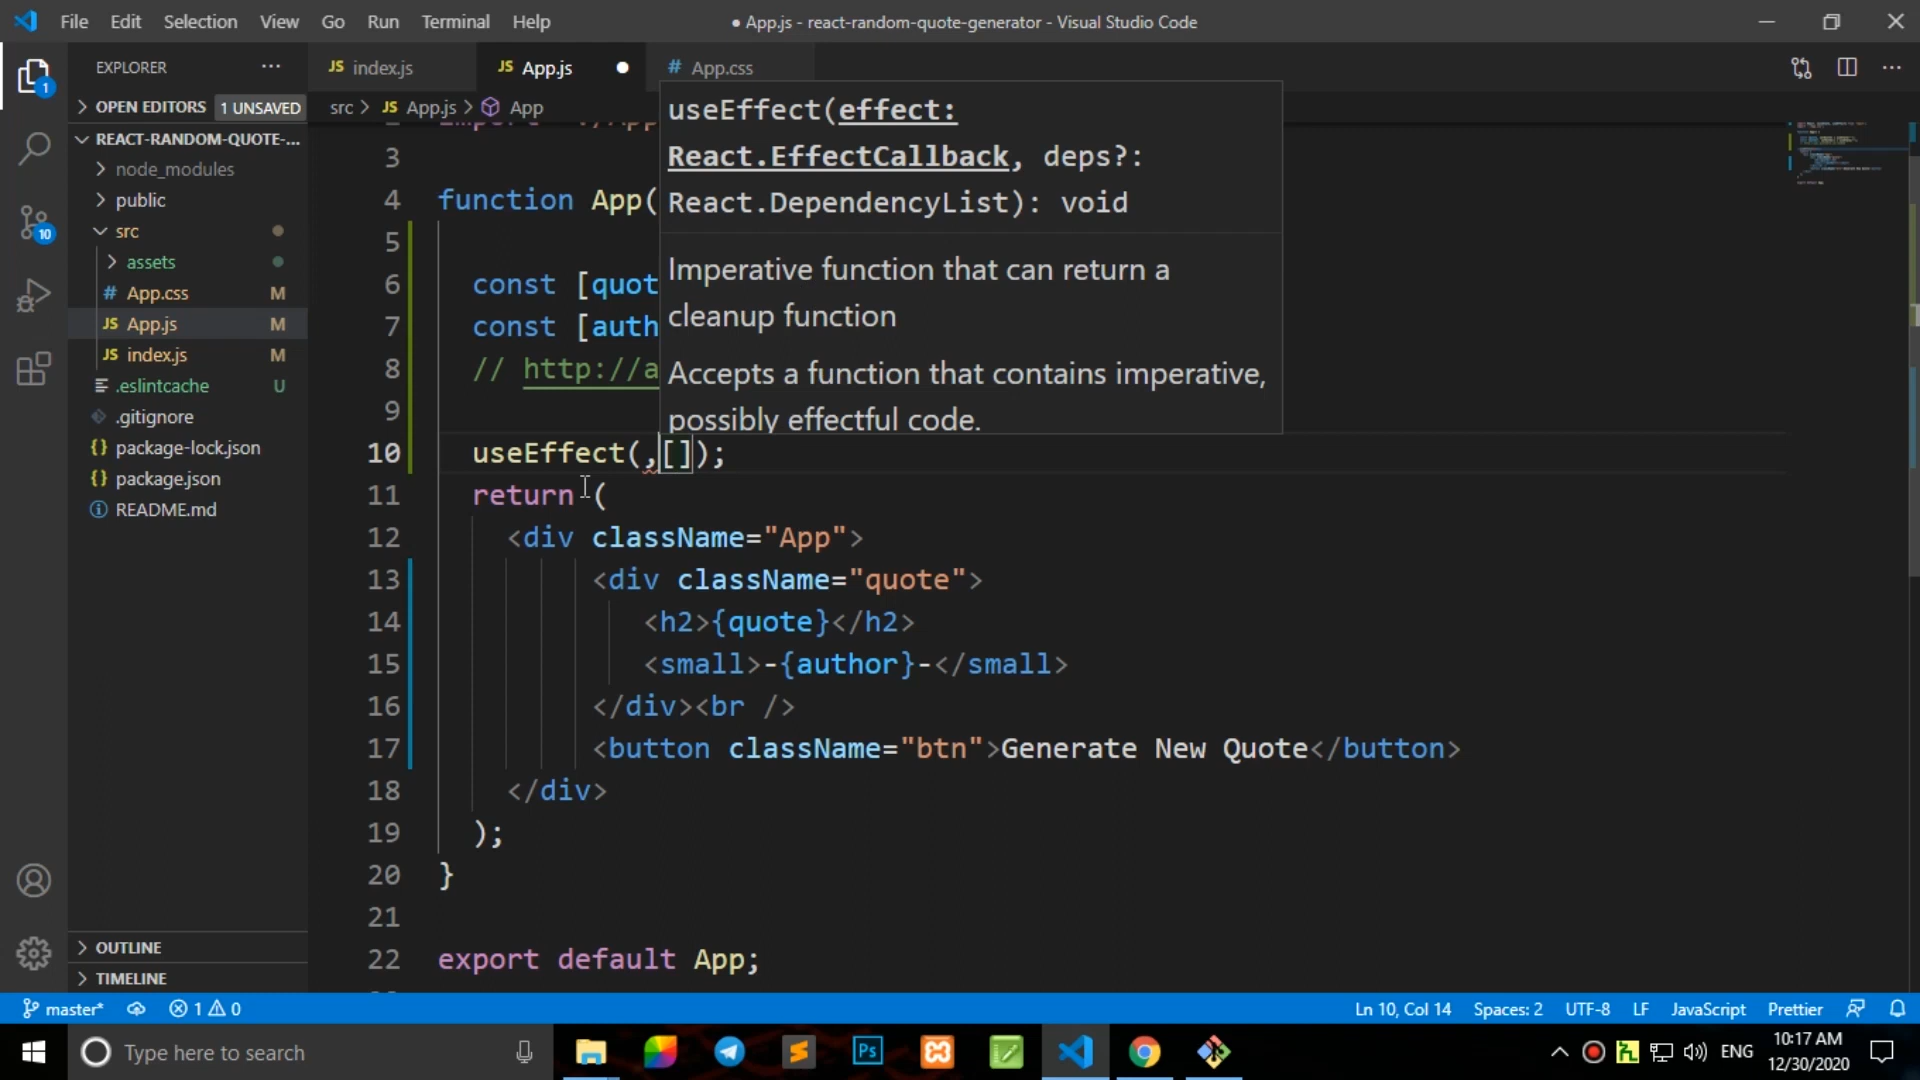 File Edit Selection View Go Run Terminal Help
● App.js - react-random-quote-generator - Visual Studio Code
EXPLORER
OPEN EDITORS 1 UNSAVED
REACT-RANDOM-QUOTE-...
node_modules
public
src
assets
# App.css M
JS App.js M
JS index.js M
.eslintcache U
.gitignore
{} package-lock.json
{} package.json
README.md
OUTLINE
TIMELINE
1
10
JS index.js
JS App.js
# App.css
src > JS App.js > App
useEffect(effect:
React.EffectCallback, deps?:
React.DependencyList): void
Imperative function that can return a
cleanup function
Accepts a function that contains imperative,
possibly effectful code.
3
4 function App(
5
6 const [quot
7 const [auth
8 // http://a
9
10 useEffect(,[]);
11 return (
12 <div className="App">
13 <div className="quote">
14 <h2>{quote}</h2>
15 <small>-{author}-</small>
16 </div><br />
17 <button className="btn">Generate New Quote</button>
18 </div>
19 );
20 }
21
22 export default App;
master* 1 0
Ln 10, Col 14 Spaces: 2 UTF-8 LF JavaScript Prettier
Type here to search
Ps
ENG
10:17 AM
12/30/2020